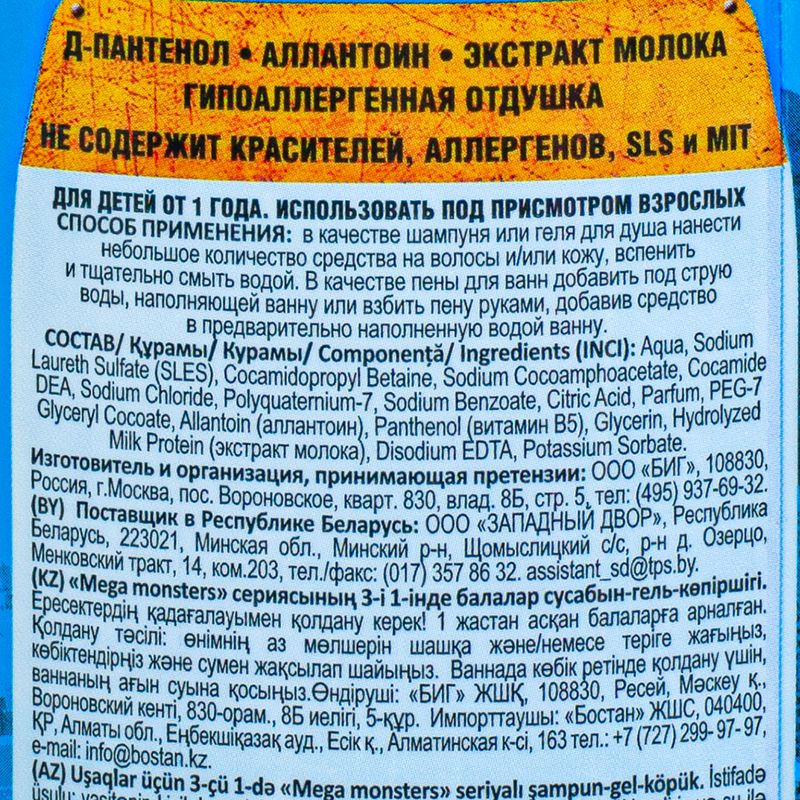 Д-ПАНТЕНОЛ • АЛЛАНТОИН • ЭКСТРАКТ МОЛОКА
ГИПОАЛЛЕРГЕННАЯ ОТДУШКА
НЕ СОДЕРЖИТ КРАСИТЕЛЕЙ, АЛЛЕРГЕНОВ, SLS и MIT
ДЛЯ ДЕТЕЙ ОТ 1 ГОДА. ИСПОЛЬЗОВАТЬ ПОД ПРИСМОТРОМ ВЗРОСЛЫХ
СПОСОБ ПРИМЕНЕНИЯ: в качестве шампуня или геля для душа нанести
небольшое количество средства на волосы и/или кожу, вспенить
и тщательно смыть водой. В качестве пены для ванн добавить под струю
воды, наполняющей ванну или взбить пену руками, добавив средство
в предварительно наполненную водой ванну.
СОСТАВ/ Құрамы/ Курамы/ Componență/ Ingredients (INCI): Aqua, Sodium
Laureth Sulfate (SLES), Cocamidopropyl Betaine, Sodium Cocoamphoacetate, Cocamide
DEA, Sodium Chloride, Polyquaternium-7, Sodium Benzoate, Citric Acid, Parfum, PEG-7
Glyceryl Cocoate, Allantoin (аллантоин), Panthenol (витамин B5), Glycerin, Hydrolyzed
Milk Protein (экстракт молока), Disodium EDTA, Potassium Sorbate.
Изготовитель и организация, принимающая претензии: ООО «БИГ», 108830,
Россия, г.Москва, пос. Вороновское, кварт. 830, влад. 8Б, стр. 5, тел: (495) 937-69-32.
(BY) Поставщик в Республике Беларусь: ООО «ЗАПАДНЫЙ ДВОР», Республика
Беларусь, 223021, Минская обл., Минский р-н, Щомыслицкий с/с, р-н д. Озерцо,
Менковский тракт, 14, ком.203, тел./факс: (017) 357 86 32. assistant_sd@tps.by.
(KZ) «Mega monsters» сериясының 3-і 1-інде балалар сусабын-гель-көпіршігі.
Ересектердің қадағалауымен қолдану керек! 1 жастан асқан балаларға арналған.
Қолдану тәсілі: өнімнің аз мөлшерін шашқа және/немесе теріге жағыңыз,
көбіктендірңіз және сумен жақсылап шайыңыз. Ваннада көбік ретінде қолдану үшін,
ваннаның ағын суына қосыңыз.Өндіруші: «БИГ» ЖШҚ, 108830, Ресей, Мәскеу қ.,
Вороновский кенті, 830-орам., 8Б иелігі, 5-құр. Импорттаушы: «Бостан» ЖШС, 040400,
ҚР, Алматы обл., Еңбекшіқазақ ауд., Есік қ., Алматинская к-сі, 163 тел.: +7 (727) 299-97-97,
e-mail: info@bostan.kz.
(AZ) Uşaqlar üçün 3-çü 1-də «Mega monsters» seriyalı şampun-gel-köpük. İstifadə
üsulu: